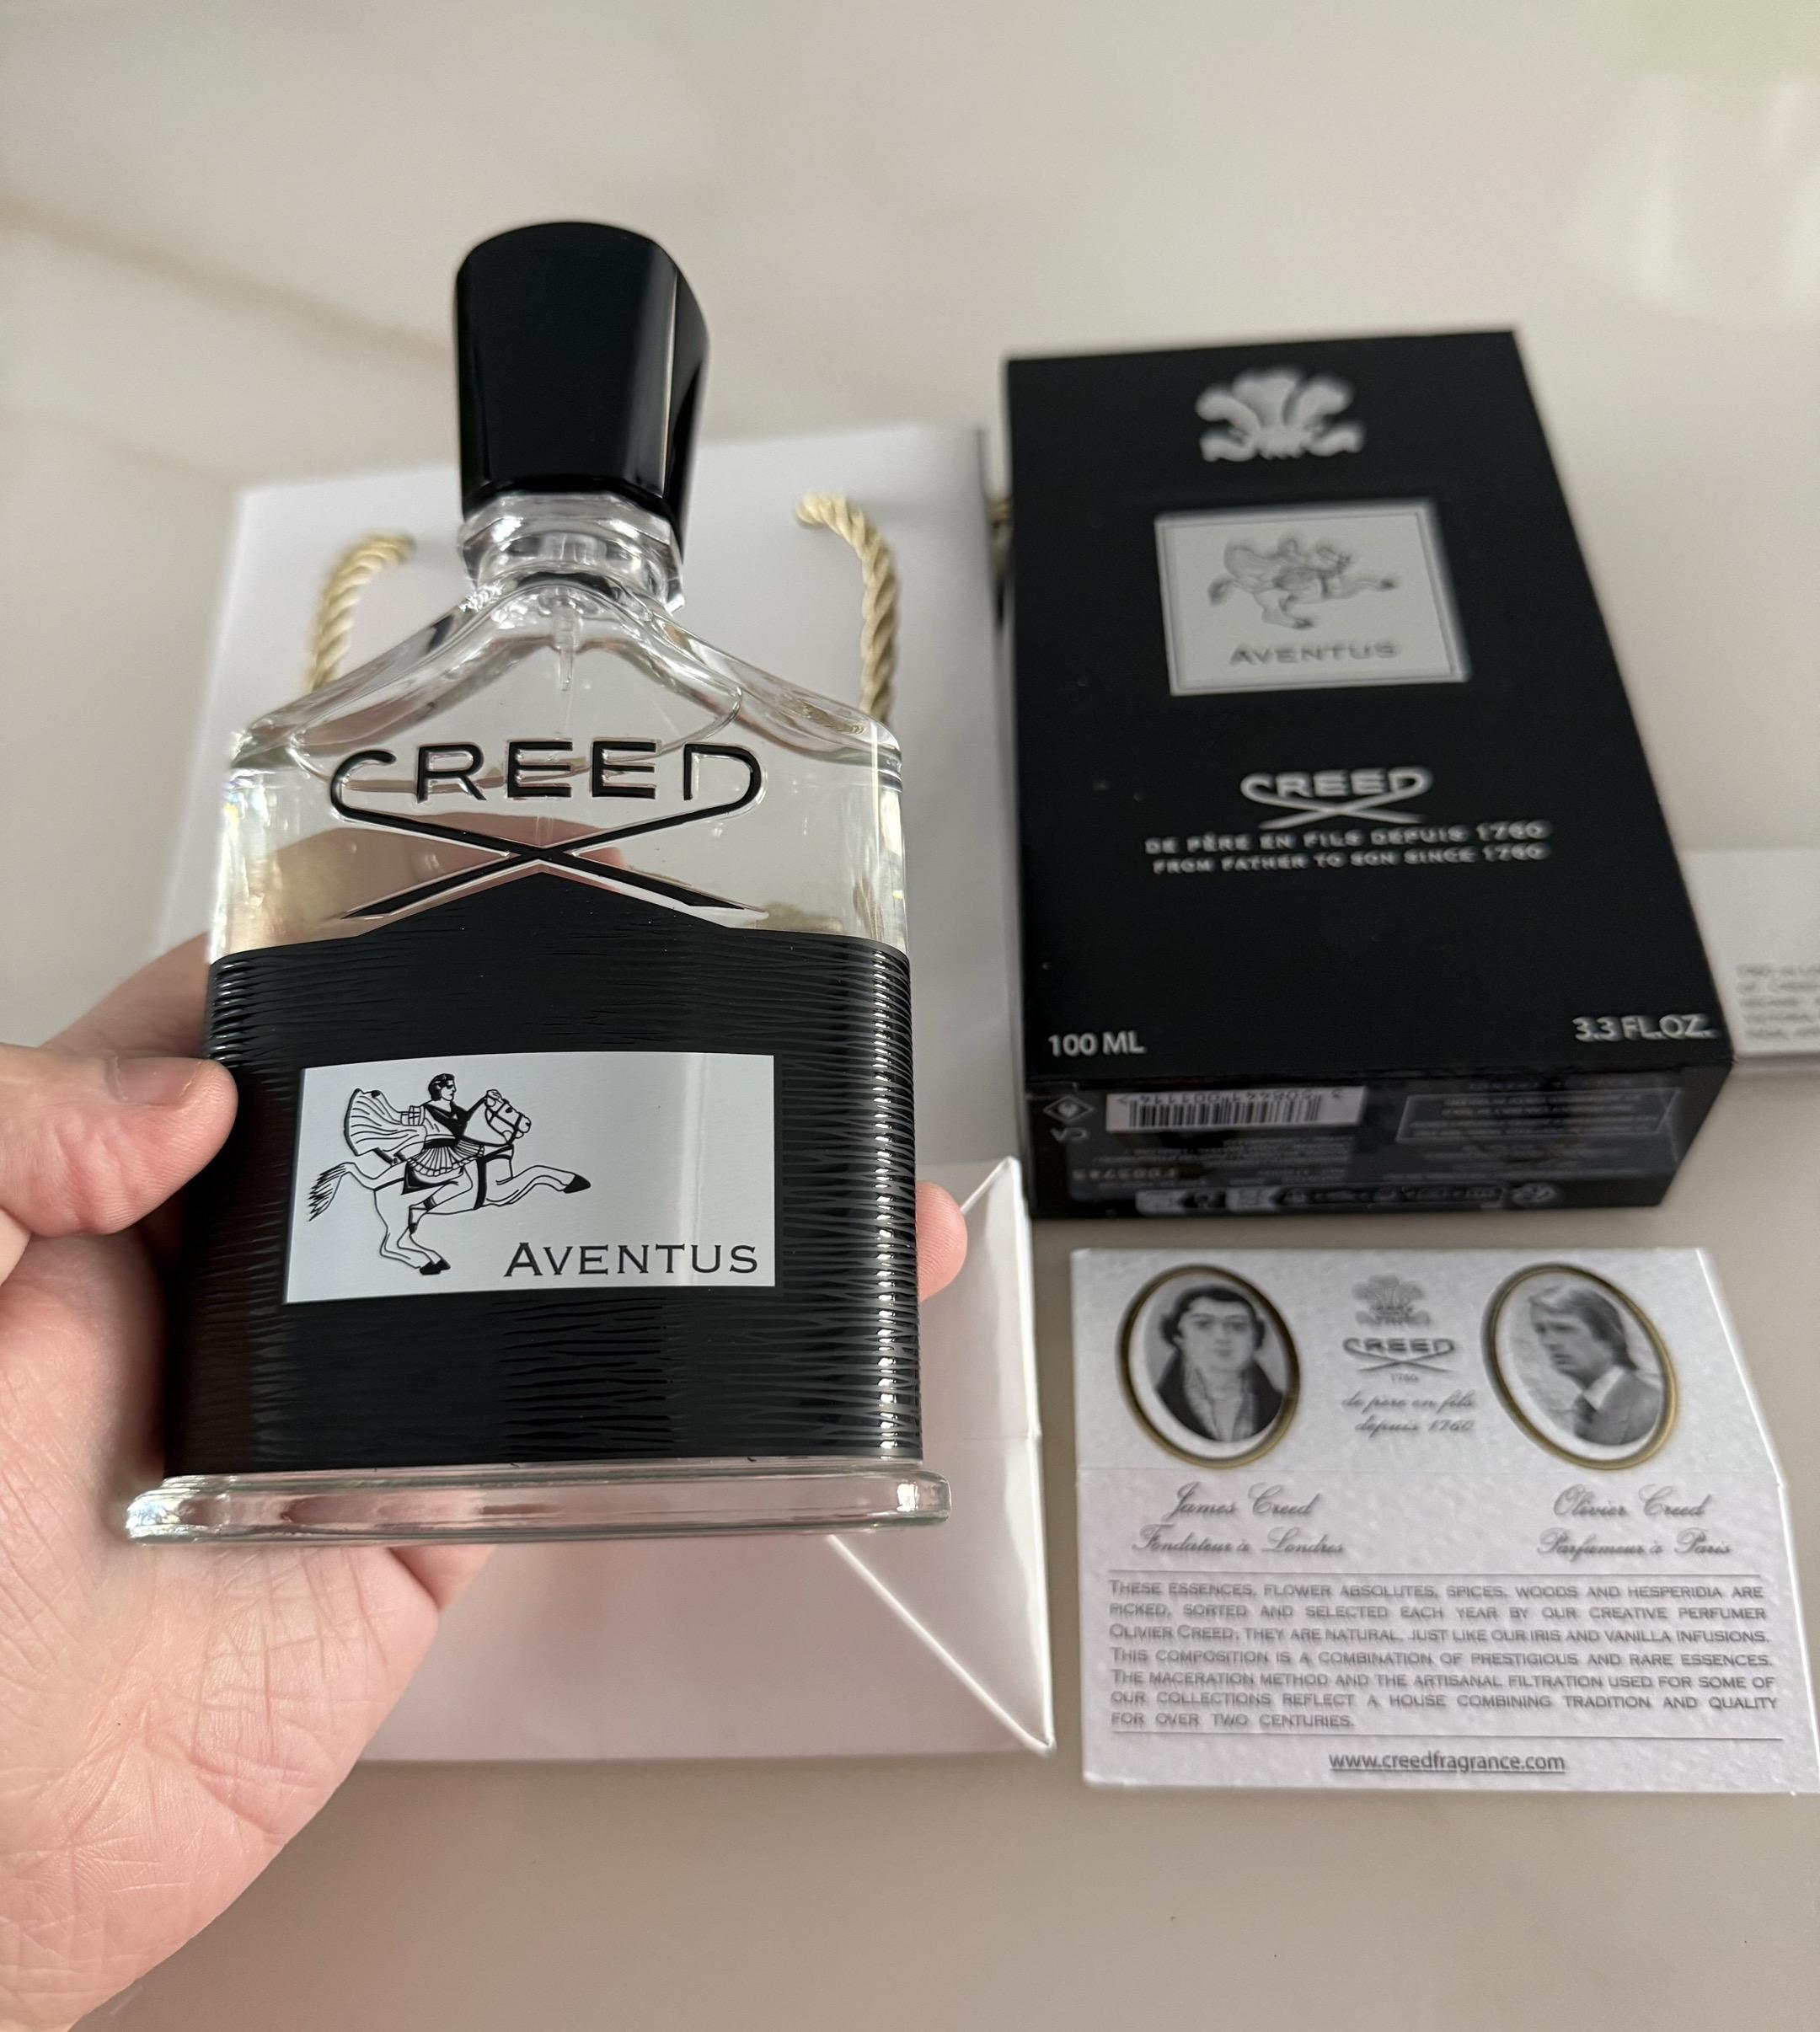 CREED
AVENTUS
AVENTUS
CREED
DE PÈRE EN FILS DEPUIS 1760
FROM FATHER TO SON SINCE 1760
100 ML
3.3 FL.OZ.
CREED
1760
de père en fils
depuis 1760
James Creed
Fondateur à Londres
Olivier Creed
Parfumeur à Paris
THESE ESSENCES, FLOWER ABSOLUTES, SPICES, WOODS AND HESPERIDIA ARE
PICKED, SORTED AND SELECTED EACH YEAR BY OUR CREATIVE PERFUMER
OLIVIER CREED; THEY ARE NATURAL, JUST LIKE OUR IRIS AND VANILLA INFUSIONS.
THIS COMPOSITION IS A COMBINATION OF PRESTIGIOUS AND RARE ESSENCES.
THE MACERATION METHOD AND THE ARTISANAL FILTRATION USED FOR SOME OF
OUR COLLECTIONS REFLECT A HOUSE COMBINING TRADITION AND QUALITY
FOR OVER TWO CENTURIES.
www.creedfragrance.com